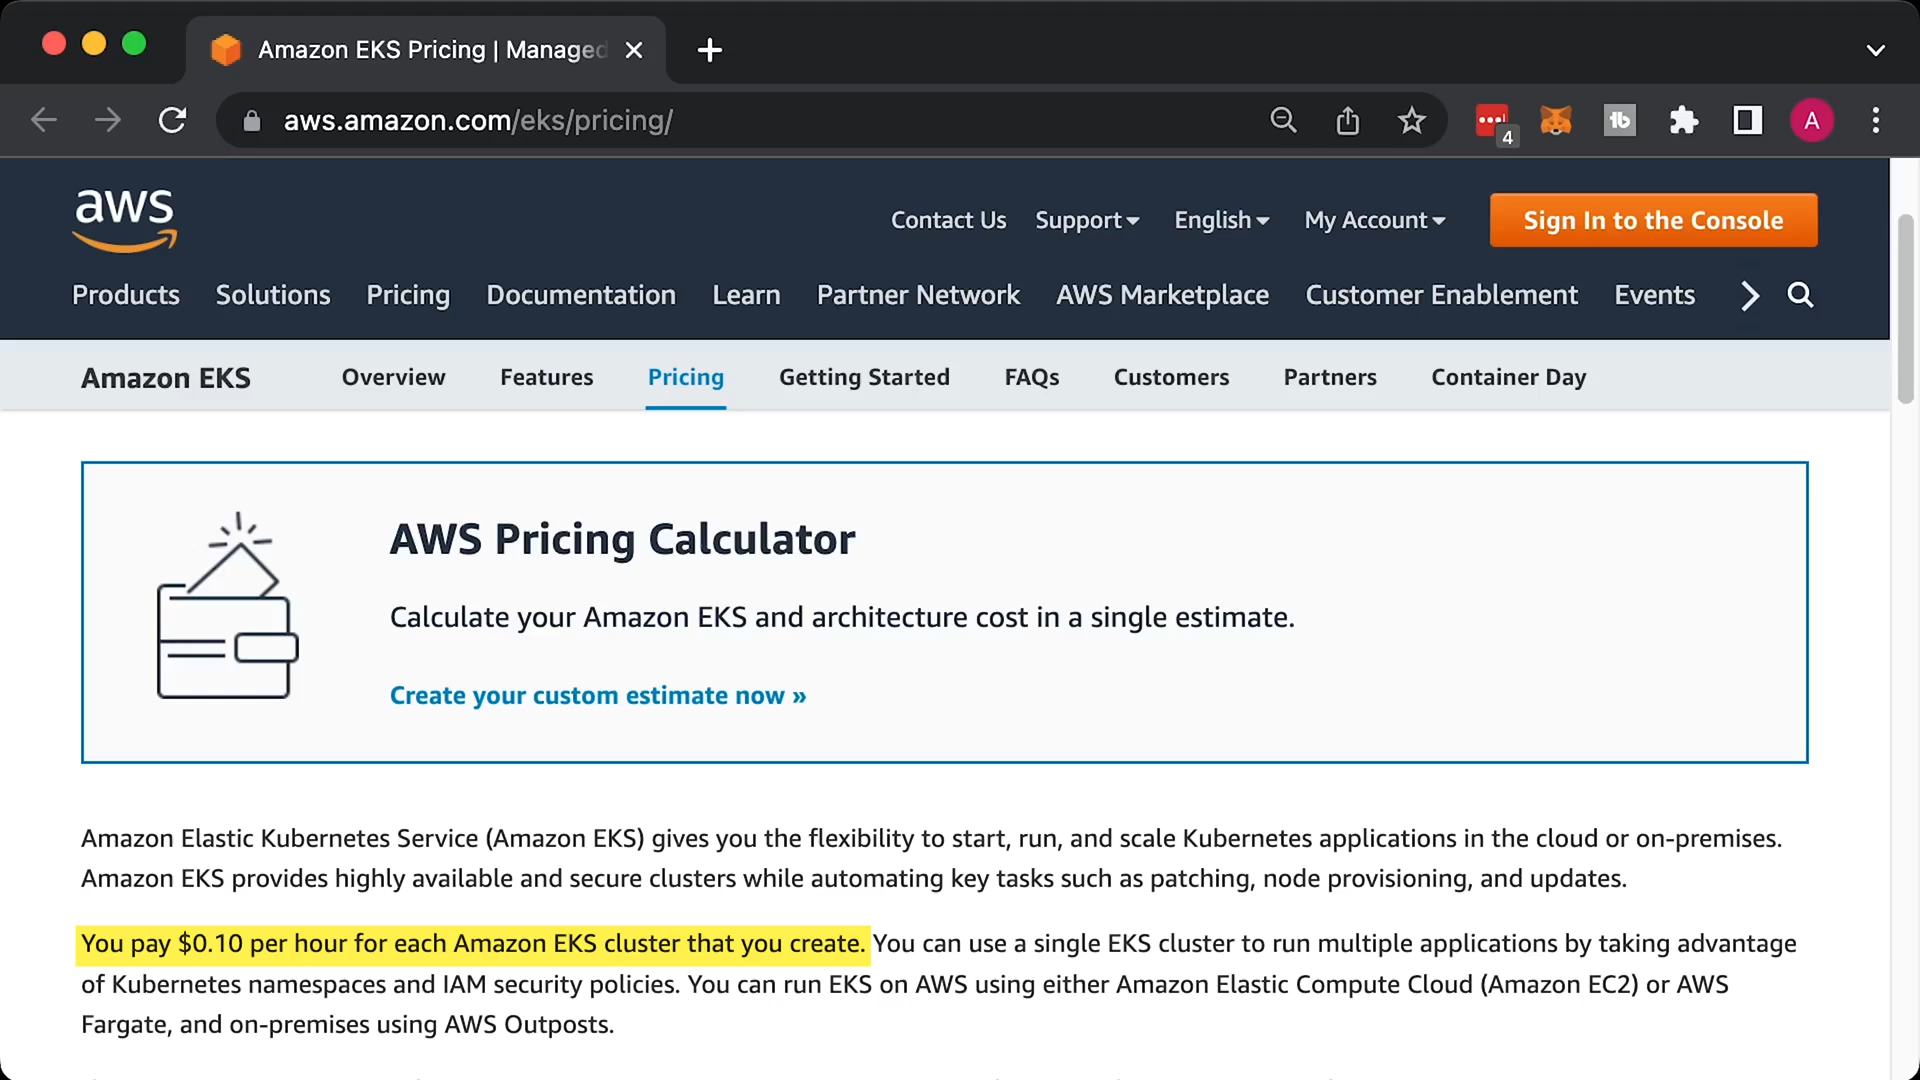 Amazon EKS Pricing | Managed
aws.amazon.com/eks/pricing/
4
A
aws
Contact Us Support English My Account Sign In to the Console
Products Solutions Pricing Documentation Learn Partner Network AWS Marketplace Customer Enablement Events
Amazon EKS Overview Features Pricing Getting Started FAQs Customers Partners Container Day
AWS Pricing Calculator
Calculate your Amazon EKS and architecture cost in a single estimate.
Create your custom estimate now »
Amazon Elastic Kubernetes Service (Amazon EKS) gives you the flexibility to start, run, and scale Kubernetes applications in the cloud or on-premises.
Amazon EKS provides highly available and secure clusters while automating key tasks such as patching, node provisioning, and updates.
You pay $0.10 per hour for each Amazon EKS cluster that you create. You can use a single EKS cluster to run multiple applications by taking advantage
of Kubernetes namespaces and IAM security policies. You can run EKS on AWS using either Amazon Elastic Compute Cloud (Amazon EC2) or AWS
Fargate, and on-premises using AWS Outposts.